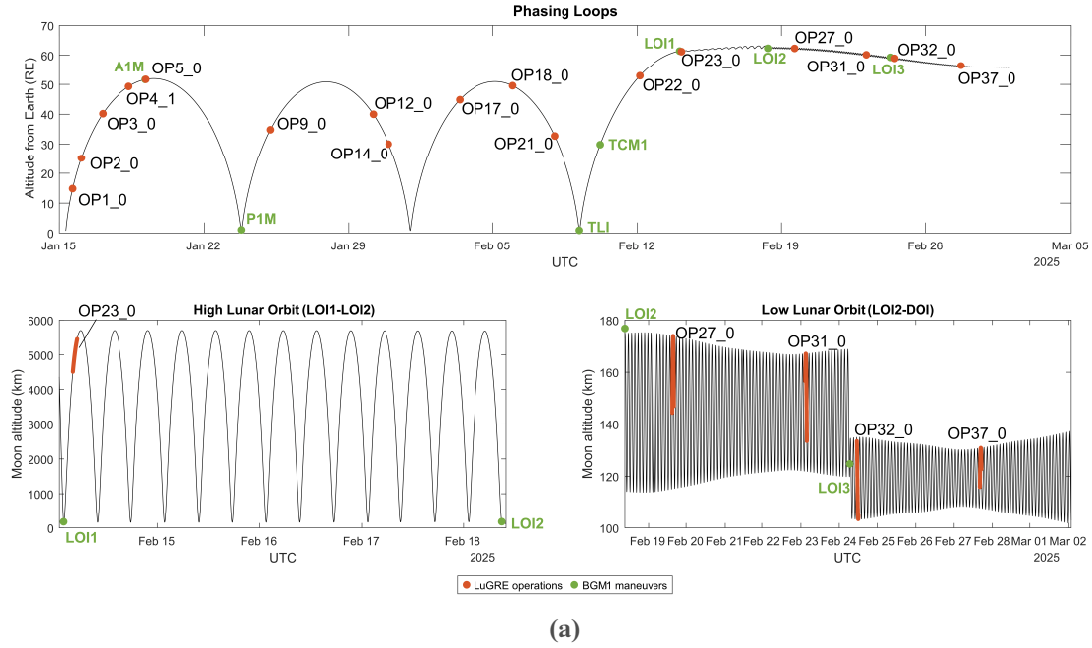 Phasing Loops
Altitude from Earth (RE)
70
60
50
40
30
20
10
0
A1M
OP5_0
OP4_1
OP3_0
OP2_0
OP1_0
P1M
OP9_0
OP12_0
OP14_0
OP17_0
OP18_0
OP21_0
TLI
TCM1
OP22_0
LOI1
OP23_0
LOI2
OP27_0
OP31_0
LOI3
OP32_0
OP37_0
Jan 15
Jan 22
Jan 29
Feb 05
Feb 12
Feb 19
Feb 20
Mar 05
UTC
2025
High Lunar Orbit (LOI1-LOI2)
OP23_0
Moon altitude (km)
6000
5000
4000
3000
2000
1000
0
LOI1
LOI2
Feb 15
Feb 16
Feb 17
Feb 13
UTC
2025
Low Lunar Orbit (LOI2-DOI)
Moon altitude (km)
180
160
140
120
100
LOI2
OP27_0
OP31_0
OP32_0
OP37_0
LOI3
Feb 19
Feb 20
Feb 21
Feb 22
Feb 23
Feb 24
Feb 25
Feb 26
Feb 27
Feb 28
Mar 01
Mar 02
UTC
2025
LuGRE operations
BGM1 maneuvers
(a)